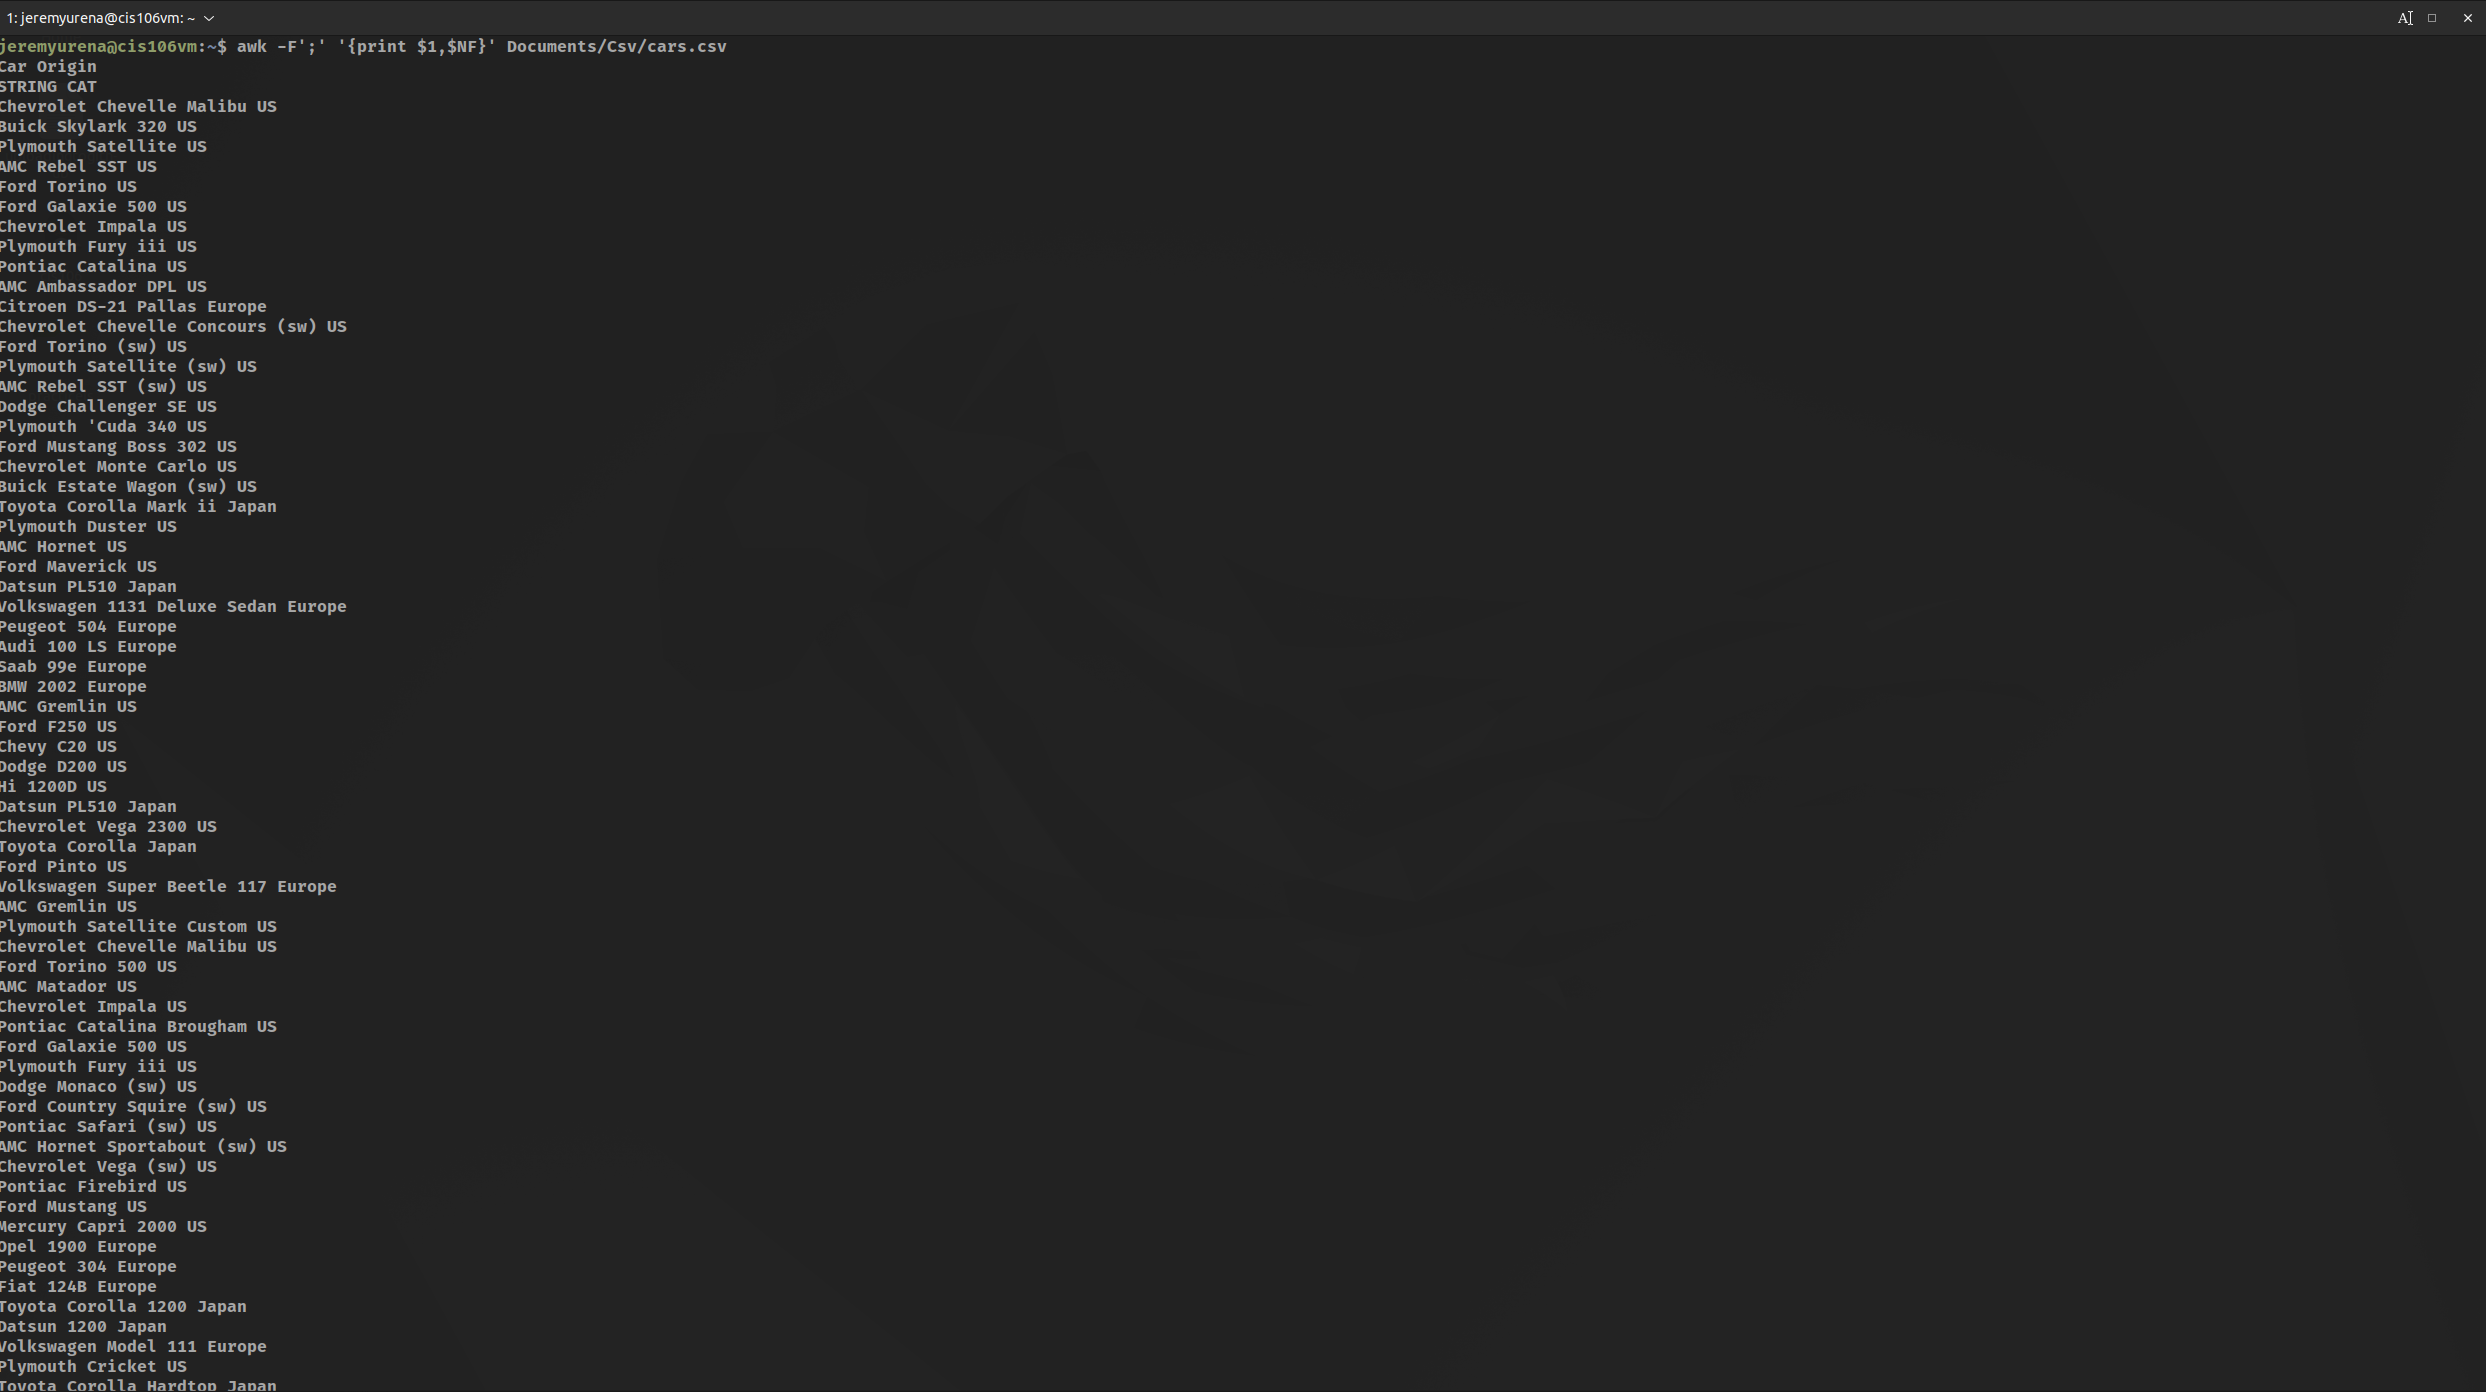 1: jeremyurena@cis106vm: ~
jeremyurena@cis106vm:~$ awk -F';' '{print $1,$NF}' Documents/Csv/cars.csv
Car Origin
STRING CAT
Chevrolet Chevelle Malibu US
Buick Skylark 320 US
Plymouth Satellite US
AMC Rebel SST US
Ford Torino US
Ford Galaxie 500 US
Chevrolet Impala US
Plymouth Fury iii US
Pontiac Catalina US
AMC Ambassador DPL US
Citroen DS-21 Pallas Europe
Chevrolet Chevelle Concours (sw) US
Ford Torino (sw) US
Plymouth Satellite (sw) US
AMC Rebel SST (sw) US
Dodge Challenger SE US
Plymouth 'Cuda 340 US
Ford Mustang Boss 302 US
Chevrolet Monte Carlo US
Buick Estate Wagon (sw) US
Toyota Corolla Mark ii Japan
Plymouth Duster US
AMC Hornet US
Ford Maverick US
Datsun PL510 Japan
Volkswagen 1131 Deluxe Sedan Europe
Peugeot 504 Europe
Audi 100 LS Europe
Saab 99e Europe
BMW 2002 Europe
AMC Gremlin US
Ford F250 US
Chevy C20 US
Dodge D200 US
Hi 1200D US
Datsun PL510 Japan
Chevrolet Vega 2300 US
Toyota Corolla Japan
Ford Pinto US
Volkswagen Super Beetle 117 Europe
AMC Gremlin US
Plymouth Satellite Custom US
Chevrolet Chevelle Malibu US
Ford Torino 500 US
AMC Matador US
Chevrolet Impala US
Pontiac Catalina Brougham US
Ford Galaxie 500 US
Plymouth Fury iii US
Dodge Monaco (sw) US
Ford Country Squire (sw) US
Pontiac Safari (sw) US
AMC Hornet Sportabout (sw) US
Chevrolet Vega (sw) US
Pontiac Firebird US
Ford Mustang US
Mercury Capri 2000 US
Opel 1900 Europe
Peugeot 304 Europe
Fiat 124B Europe
Toyota Corolla 1200 Japan
Datsun 1200 Japan
Volkswagen Model 111 Europe
Plymouth Cricket US
Toyota Corolla Hardtop Japan